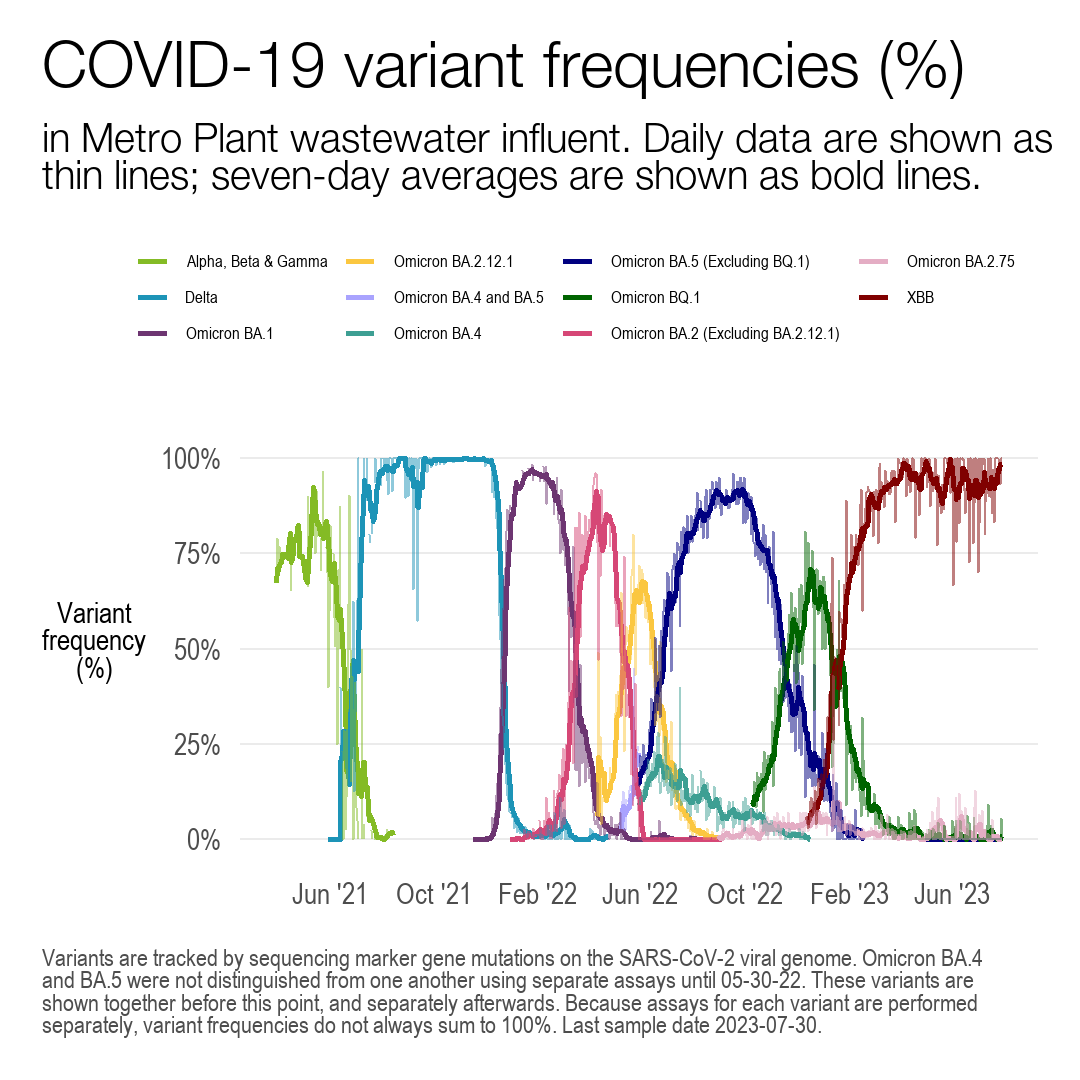 COVID-19 variant frequencies (%)
in Metro Plant wastewater influent. Daily data are shown as
thin lines; seven-day averages are shown as bold lines.
Alpha, Beta & Gamma
Omicron BA.2.12.1
Omicron BA.5 (Excluding BQ.1)
Omicron BA.2.75
Delta
Omicron BA.4 and BA.5
Omicron BQ.1
XBB
Omicron BA.1
Omicron BA.4
Omicron BA.2 (Excluding BA.2.12.1)
100%
75%
Variant
frequency
(%)
50%
25%
0%
Jun '21
Oct '21
Feb '22
Jun '22
Oct '22
Feb '23
Jun '23
Variants are tracked by sequencing marker gene mutations on the SARS-CoV-2 viral genome. Omicron BA.4
and BA.5 were not distinguished from one another using separate assays until 05-30-22. These variants are
shown together before this point, and separately afterwards. Because assays for each variant are performed
separately, variant frequencies do not always sum to 100%. Last sample date 2023-07-30.